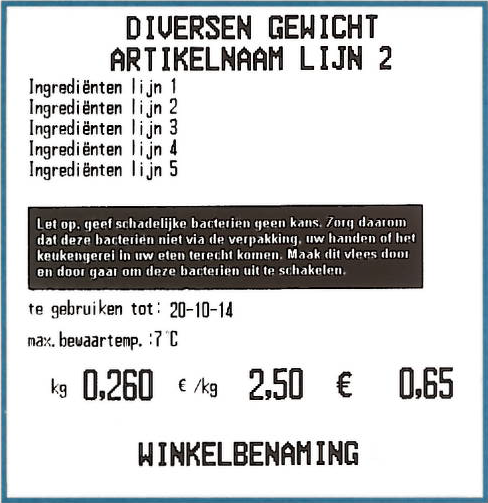 DIVERSEN GEWICHT
ARTIKELNAAM LIJN 2
Ingrediënten lijn 1
Ingrediënten lijn 2
Ingrediënten lijn 3
Ingrediënten lijn 4
Ingrediënten lijn 5
Let op, geef schadelijke bacterien geen kans. Zorg daarom
dat deze bacterien niet via de verpakking, uw handen of het
keukengerei in uw eten terecht komen. Maak dit vlees door
en door gaar om deze bacterien uit te schakelen.
te gebruiken tot: 20-10-14
max. bewaartemp. :7°C
kg 0,260 € /kg 2,50 € 0,65
WINKELBENAMING